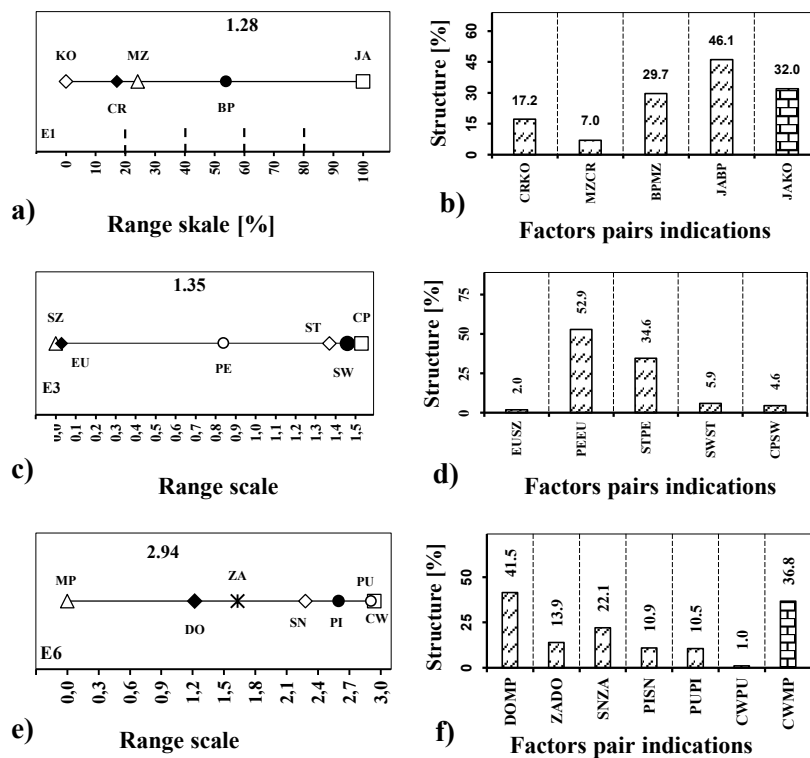 1.28
KO MZ JA
CR BP
E1
0 10 20 30 40 50 60 70 80 90 100
a)
Range skale [%]
Structure [%]
60
45
30
15
0
17.2 7.0 29.7 46.1 32.0
CRKO MZCR BPMZ JABP JAKO
b)
Factors pairs indications
1.35
SZ ST CP
EU PE SW
E3
0,0 0,1 0,2 0,3 0,4 0,5 0,6 0,7 0,8 0,9 1,0 1,1 1,2 1,3 1,4 1,5
c)
Range scale
Structure [%]
75
50
25
0
2.0 52.9 34.6 5.9 4.6
EUSZ PEEU STPE SWST CPSW
d)
Factors pairs indications
2.94
MP ZA PU
DO SN PI CW
E6
0,0 0,3 0,6 0,9 1,2 1,5 1,8 2,1 2,4 2,7 3,0
e)
Range scale
Structure [%]
50
25
0
41.5 13.9 22.1 10.9 10.5 1.0 36.8
DOMP ZADO SNZA PISN PUPI CWPU CWMP
f)
Factors pair indications